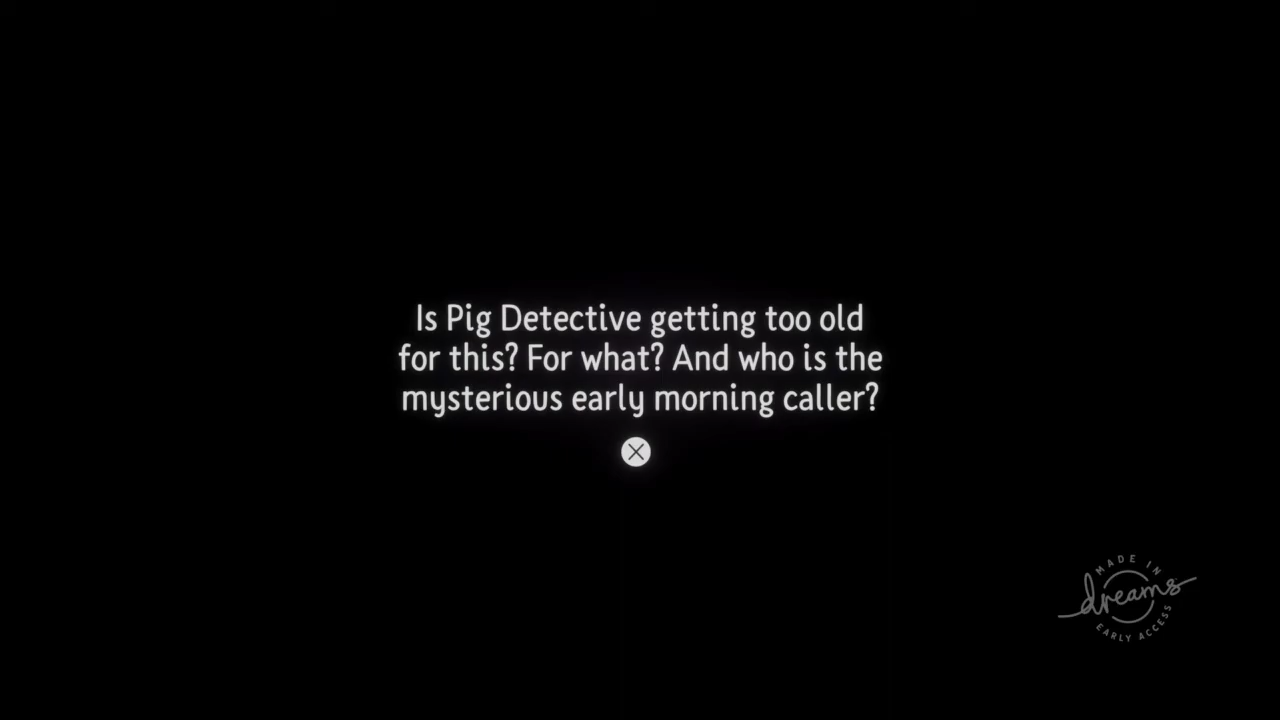 Is Pig Detective getting too old
for this? For what? And who is the
mysterious early morning caller?
MADE IN
dreams
EARLY ACCESS